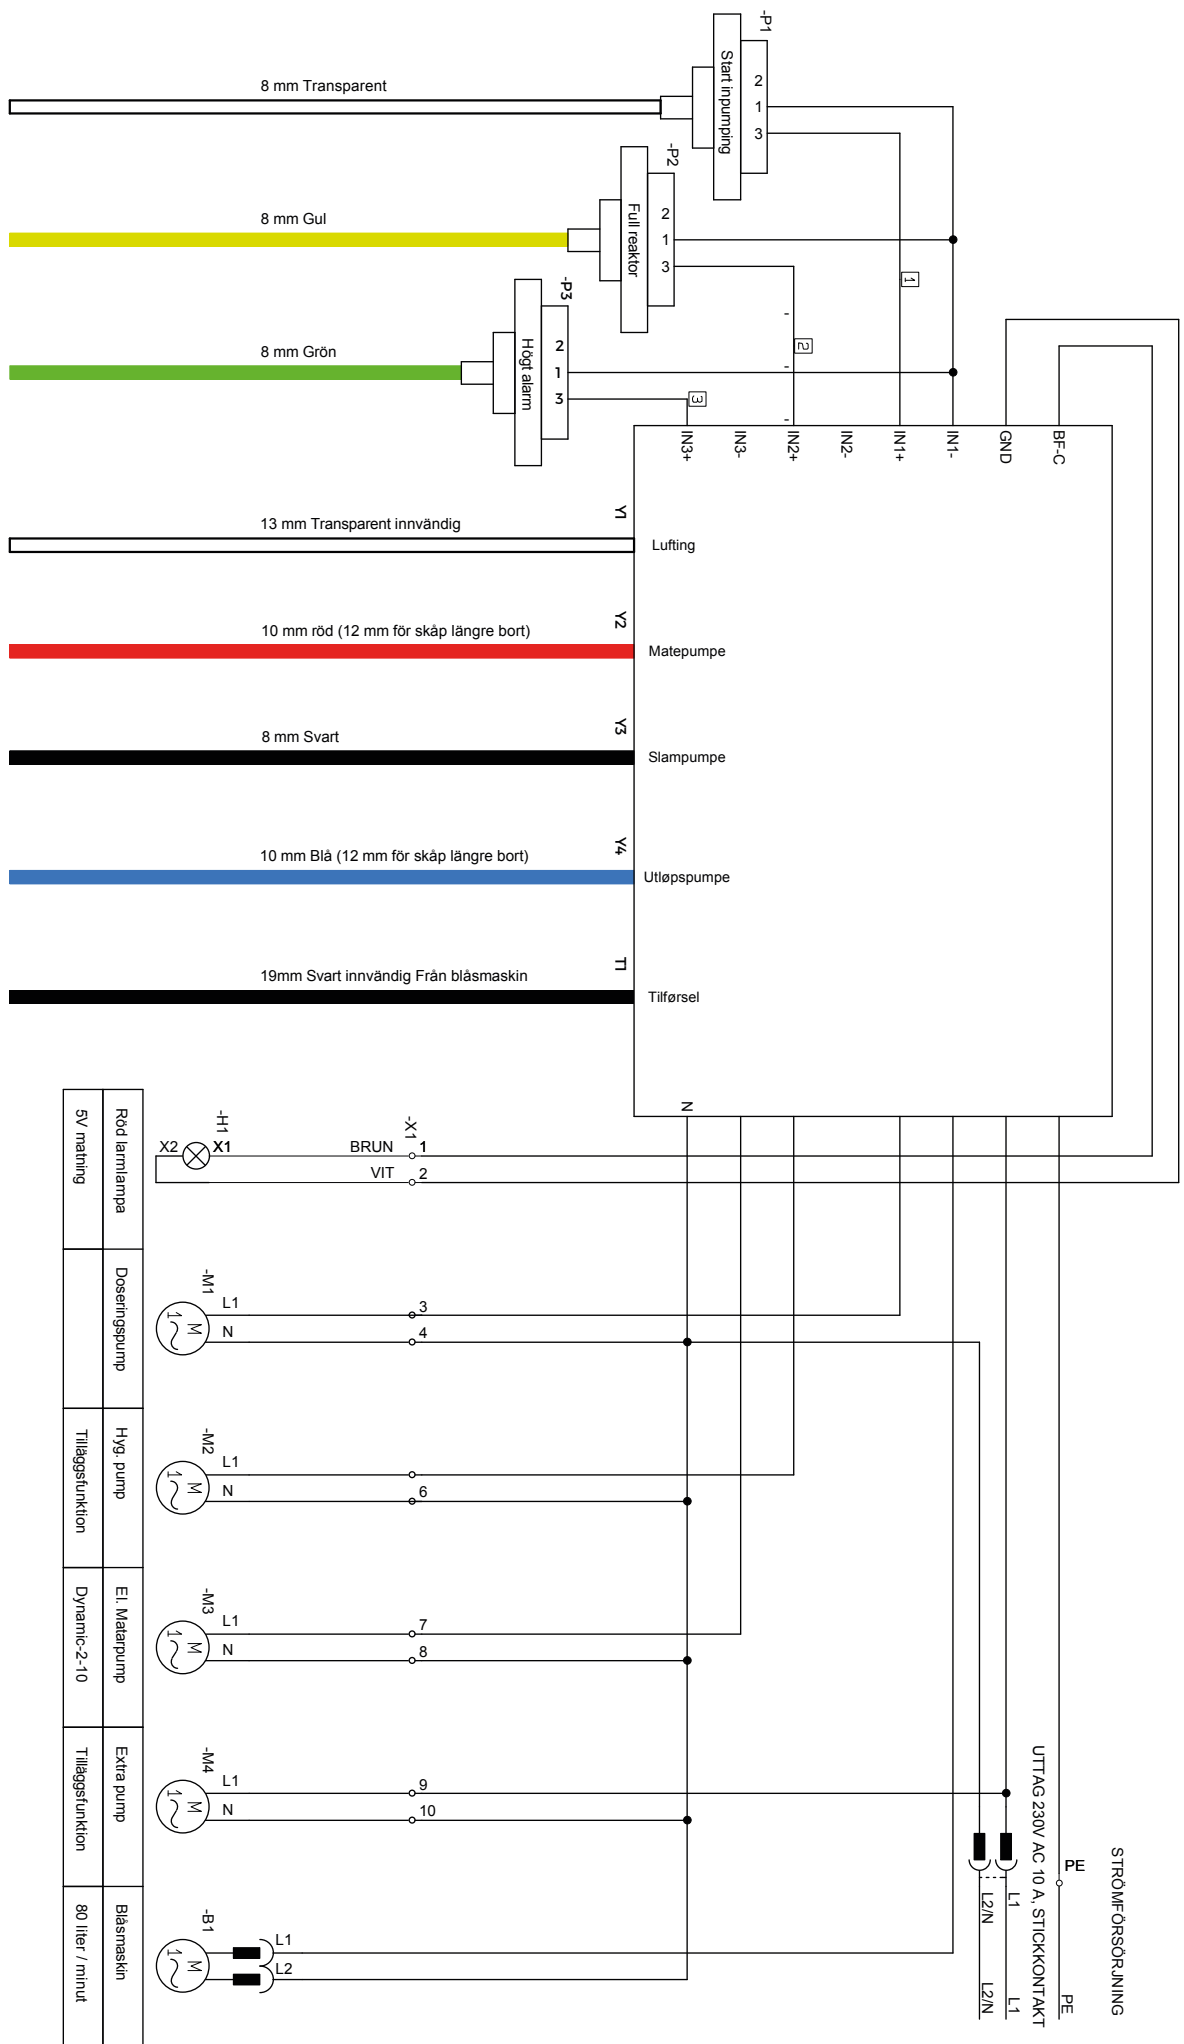 -P1
Start inpumping
2
1
3
8 mm Transparent
-P2
Full reaktor
2
1
3
8 mm Gul
1
-P3
Högt alarm
2
1
3
8 mm Grön
2
3
-
-
-
IN3+
IN3-
IN2+
IN2-
IN1+
IN1-
GND
BF-C
Y1
13 mm Transparent innvändig
Lufting
Y2
10 mm röd (12 mm för skåp längre bort)
Matepumpe
Y3
8 mm Svart
Slampumpe
Y4
10 mm Blå (12 mm för skåp längre bort)
Utløpspumpe
T1
19mm Svart innvändig Från blåsmaskin
Tilførsel
N
Röd larmlampa
5V matning
-H1
X2
X1
-X1
BRUN
1
VIT
2
Doseringspump
-M1
M
1
L1
3
N
4
Hyg. pump
Tilläggsfunktion
-M2
M
1
L1
N
6
El. Matarpump
Dynamic-2-10
-M3
M
1
L1
7
N
8
Extra pump
Tilläggsfunktion
-M4
M
1
L1
9
N
10
Blåsmaskin
80 liter / minut
-B1
M
1
L1
L2
STRÖMFÖRSÖRJNING
UTTAG 230V AC 10 A, STICKKONTAKT
PE
PE
L1
L1
L2/N
L2/N